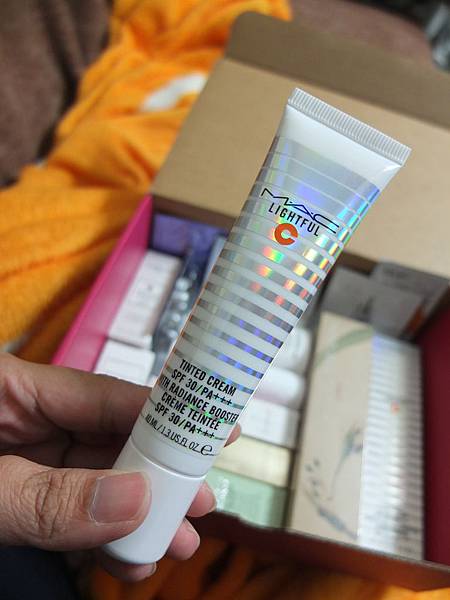 MAC
LIGHTFUL
C
TINTED CREAM
SPF 30/PA+++
WITH RADIANCE BOOSTER
CRÈME TEINTÉE
SPF 30/PA+++
40 ML/1.3 US FL OZ ℮